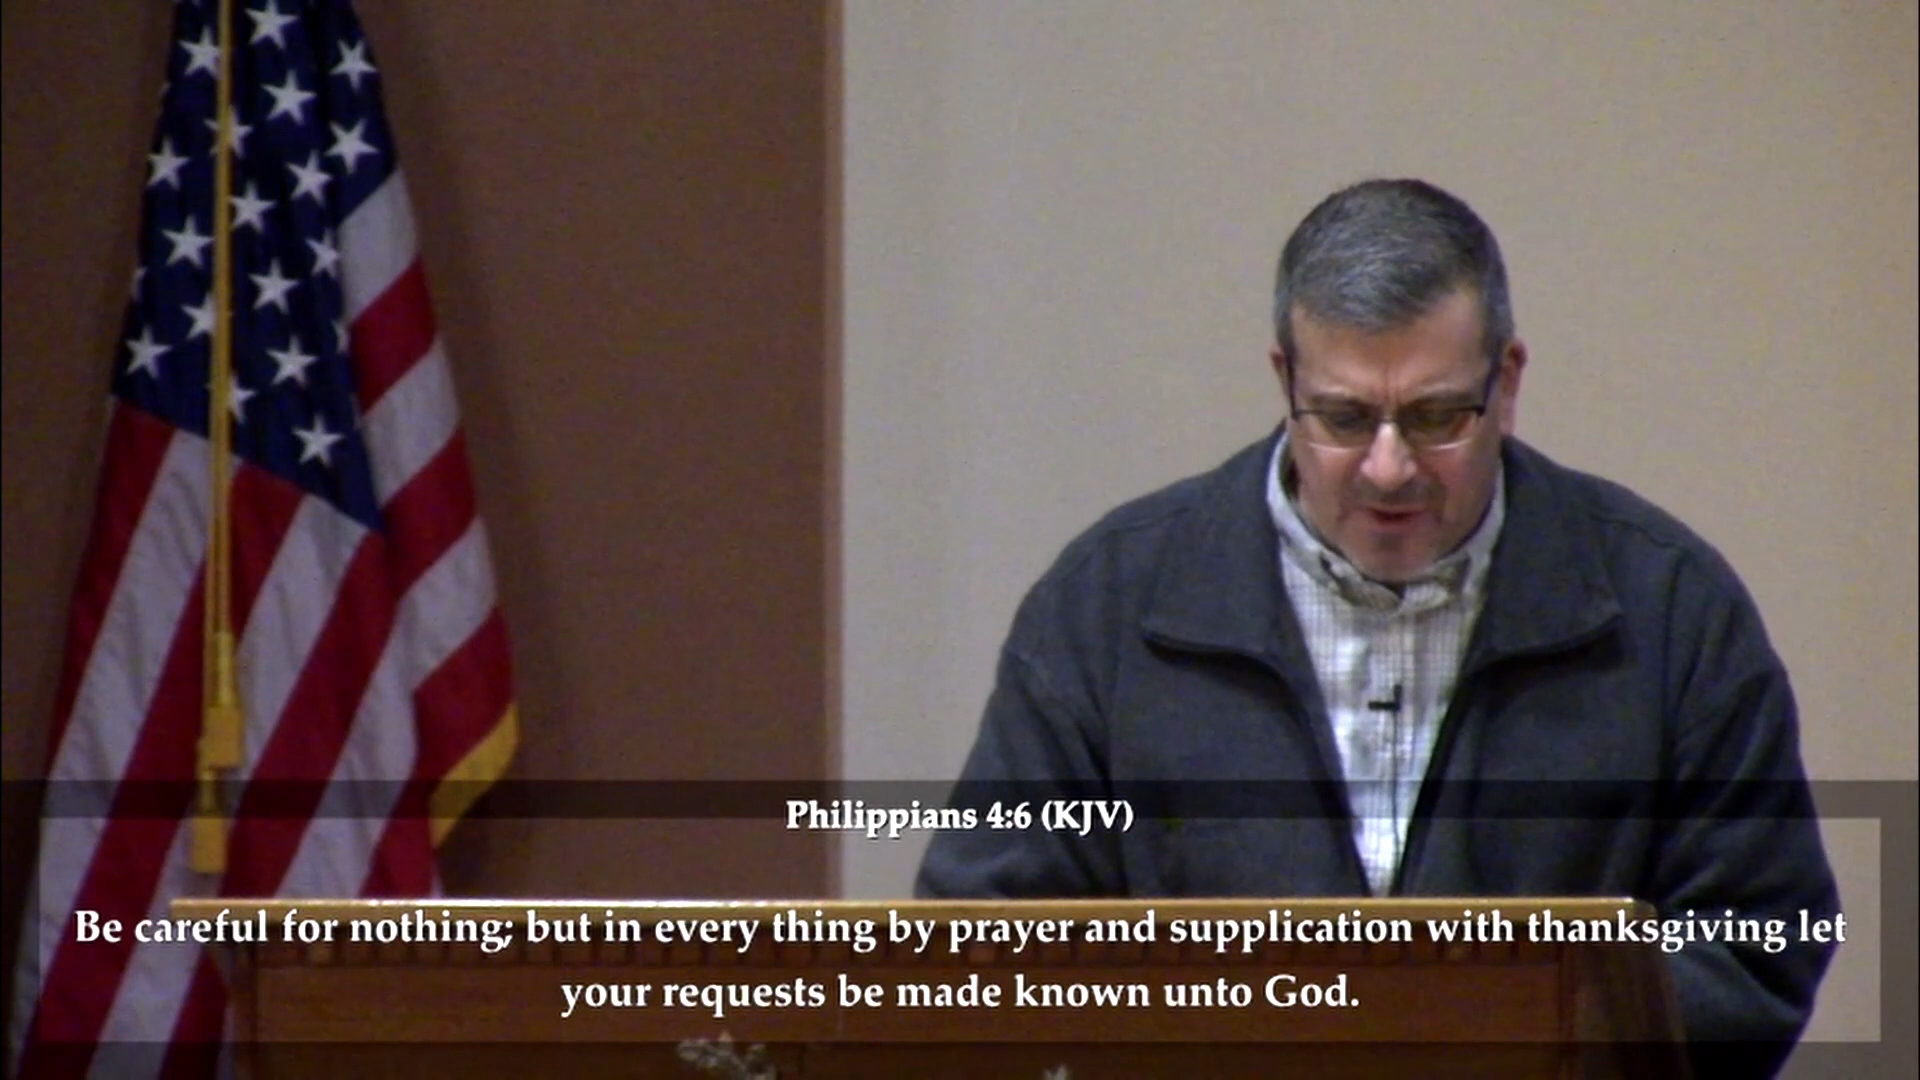 Philippians 4:6 (KJV)
Be careful for nothing; but in every thing by prayer and supplication with thanksgiving let
your requests be made known unto God.